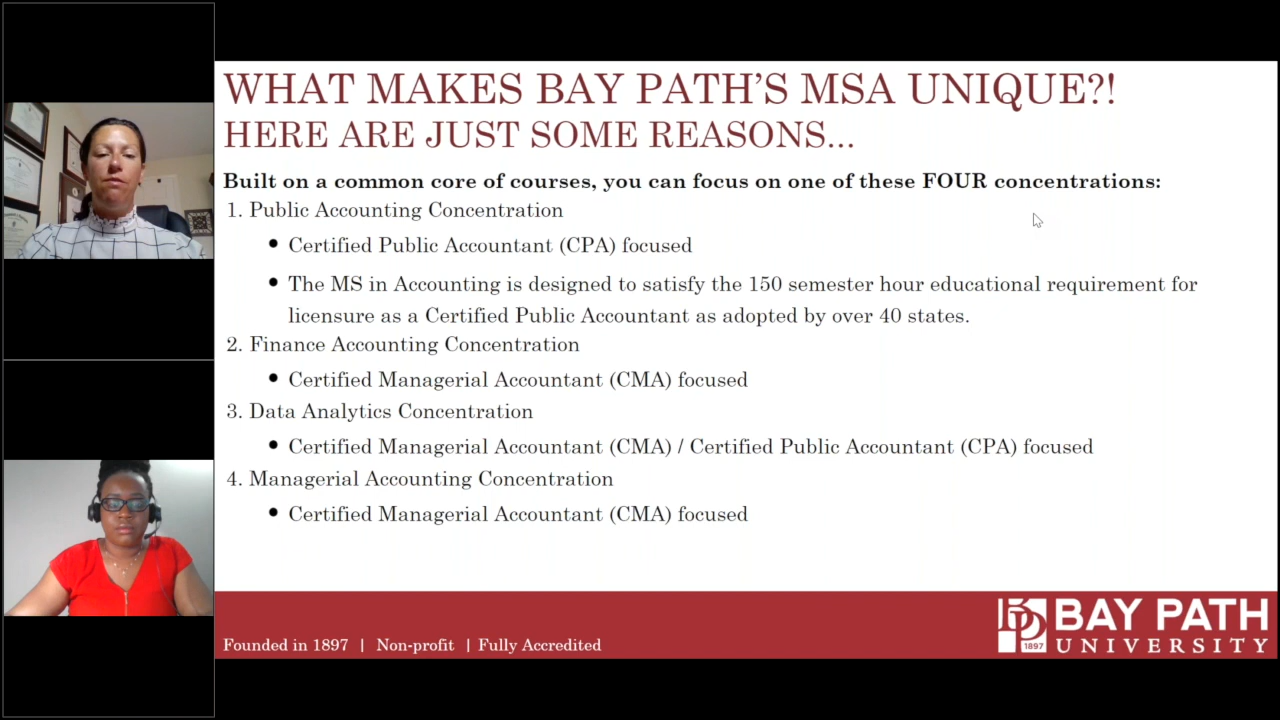 WHAT MAKES BAY PATH'S MSA UNIQUE?!
HERE ARE JUST SOME REASONS...
Built on a common core of courses, you can focus on one of these FOUR concentrations:
1. Public Accounting Concentration
● Certified Public Accountant (CPA) focused
● The MS in Accounting is designed to satisfy the 150 semester hour educational requirement for
licensure as a Certified Public Accountant as adopted by over 40 states.
2. Finance Accounting Concentration
● Certified Managerial Accountant (CMA) focused
3. Data Analytics Concentration
● Certified Managerial Accountant (CMA) / Certified Public Accountant (CPA) focused
4. Managerial Accounting Concentration
● Certified Managerial Accountant (CMA) focused
Founded in 1897 | Non-profit | Fully Accredited
1897
BAY PATH
UNIVERSITY